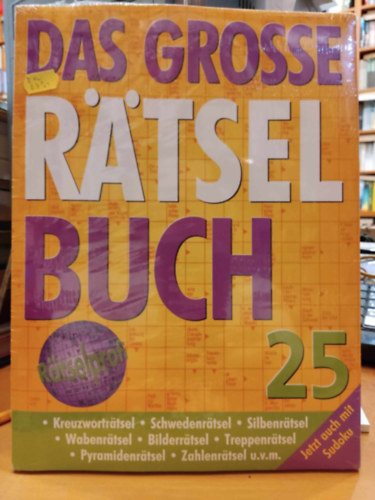 DAS GROSSE
RÄTSEL
BUCH
Rätselprofi
25
• Kreuzworträtsel • Schwedenrätsel • Silbenrätsel
• Wabenrätsel • Bilderrätsel • Treppenrätsel
• Pyramidenrätsel • Zahlenrätsel u.v.m.
Jetzt auch mit
Sudoku